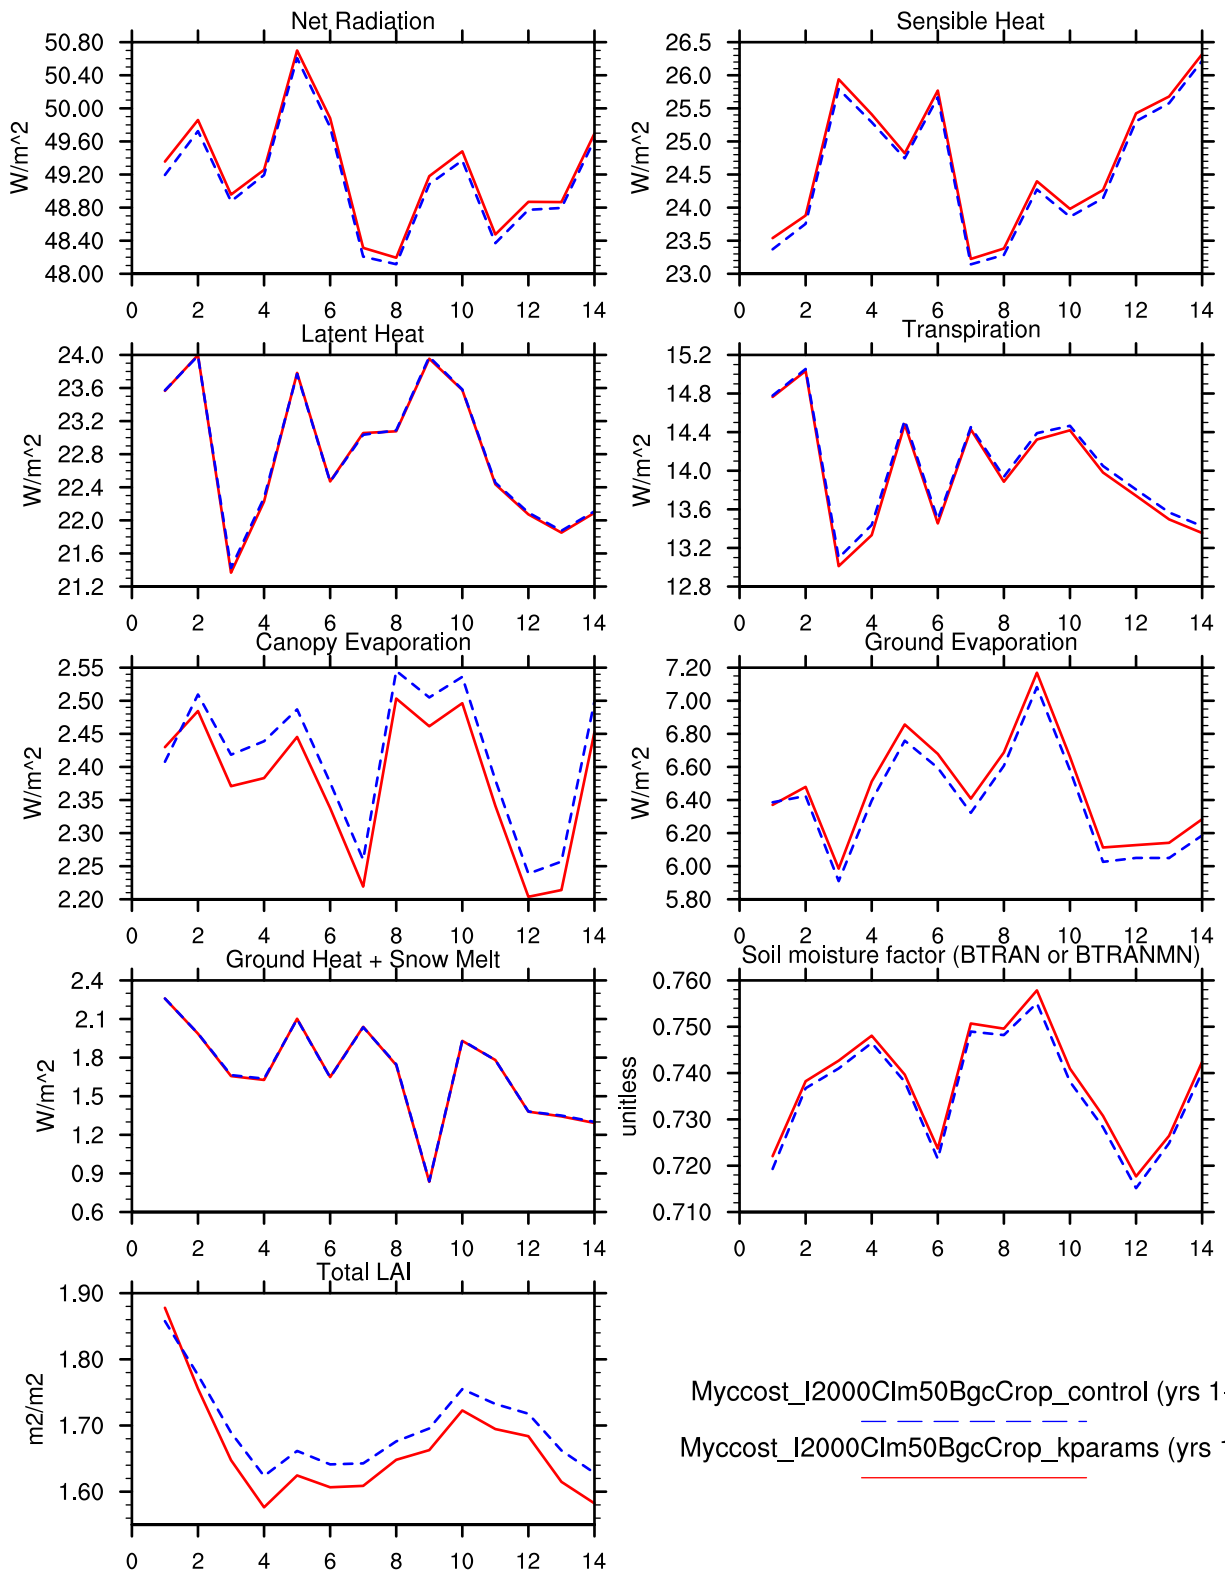 Net Radiation
50.80
50.40
50.00
49.60
49.20
48.80
48.40
48.00
W/m^2
0 2 4 6 8 10 12 14
Sensible Heat
26.5
26.0
25.5
25.0
24.5
24.0
23.5
23.0
W/m^2
0 2 4 6 8 10 12 14
Latent Heat
24.0
23.6
23.2
22.8
22.4
22.0
21.6
21.2
W/m^2
0 2 4 6 8 10 12 14
Transpiration
15.2
14.8
14.4
14.0
13.6
13.2
12.8
W/m^2
0 2 4 6 8 10 12 14
Canopy Evaporation
2.55
2.50
2.45
2.40
2.35
2.30
2.25
2.20
W/m^2
0 2 4 6 8 10 12 14
Ground Evaporation
7.20
7.00
6.80
6.60
6.40
6.20
6.00
5.80
W/m^2
0 2 4 6 8 10 12 14
Ground Heat + Snow Melt
2.4
2.1
1.8
1.5
1.2
0.9
0.6
W/m^2
0 2 4 6 8 10 12 14
Soil moisture factor (BTRAN or BTRANMN)
0.760
0.750
0.740
0.730
0.720
0.710
unitless
0 2 4 6 8 10 12 14
Total LAI
1.90
1.80
1.70
1.60
m2/m2
0 2 4 6 8 10 12 14
Myccost_I2000Clm50BgcCrop_control (yrs 1-
Myccost_I2000Clm50BgcCrop_kparams (yrs 1